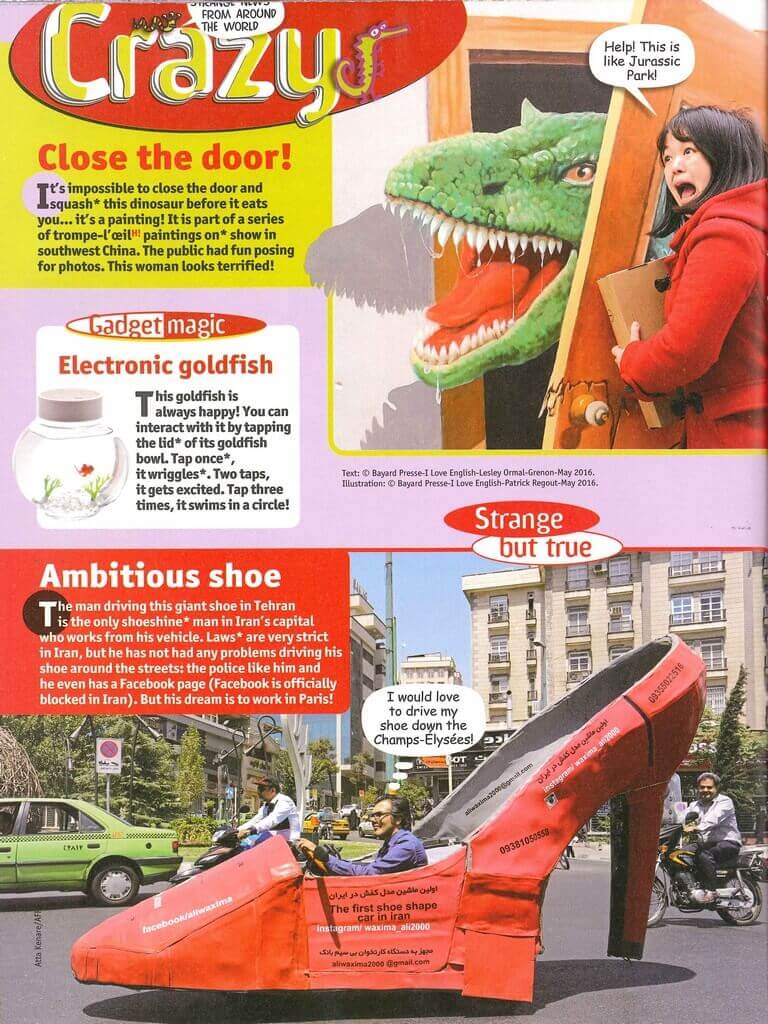 STRANGE NEWS
FROM AROUND
THE WORLD
Crazy
Help! This is
like Jurassic
Park!
Close the door!
It's impossible to close the door and
squash* this dinosaur before it eats
you... it's a painting! It is part of a series
of trompe-l'œil paintings on* show in
southwest China. The public had fun posing
for photos. This woman looks terrified!
Gadget magic
Electronic goldfish
This goldfish is
always happy! You can
interact with it by tapping
the lid* of its goldfish
bowl. Tap once*,
it wriggles*. Two taps,
it gets excited. Tap three
times, it swims in a circle!
Text: © Bayard Presse-I Love English-Lesley Ormal-Grenon-May 2016.
Illustration: © Bayard Presse-I Love English-Patrick Regout-May 2016.
Strange
but true
Ambitious shoe
The man driving this giant shoe in Tehran
is the only shoeshine* man in Iran's capital
who works from his vehicle. Laws* are very strict
in Iran, but he has not had any problems driving his
shoe around the streets: the police like him and
he even has a Facebook page (Facebook is officially
blocked in Iran). But his dream is to work in Paris!
I would love
to drive my
shoe down the
Champs-Élysées!
09355022516
اولین ماشین مدل کفش در ایران
instagram/ waxima_ali2000
aliwaxima2000@gmail.com
09381050558
facebook/aliwaxima
اولین ماشین مدل کفش در ایران
The first shoe shape
car in iran
instagram/ waxima_ali2000
مجهز به دستگاه کارتخوان بی سیم بانک
aliwaxima2000 @gmail.com
Atta Kenare/AFP